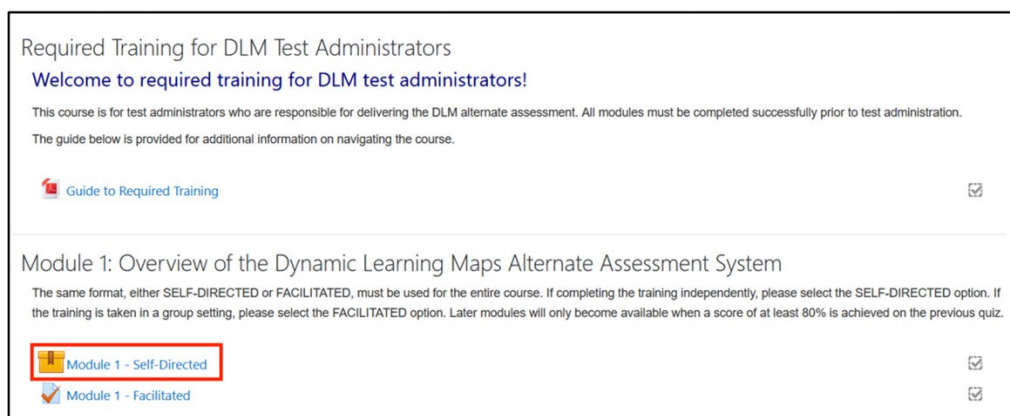 Required Training for DLM Test Administrators
Welcome to required training for DLM test administrators!
This course is for test administrators who are responsible for delivering the DLM alternate assessment. All modules must be completed successfully prior to test administration.
The guide below is provided for additional information on navigating the course.
Guide to Required Training
Module 1: Overview of the Dynamic Learning Maps Alternate Assessment System
The same format, either SELF-DIRECTED or FACILITATED, must be used for the entire course. If completing the training independently, please select the SELF-DIRECTED option. If
the training is taken in a group setting, please select the FACILITATED option. Later modules will only become available when a score of at least 80% is achieved on the previous quiz.
Module 1 - Self-Directed
Module 1 - Facilitated